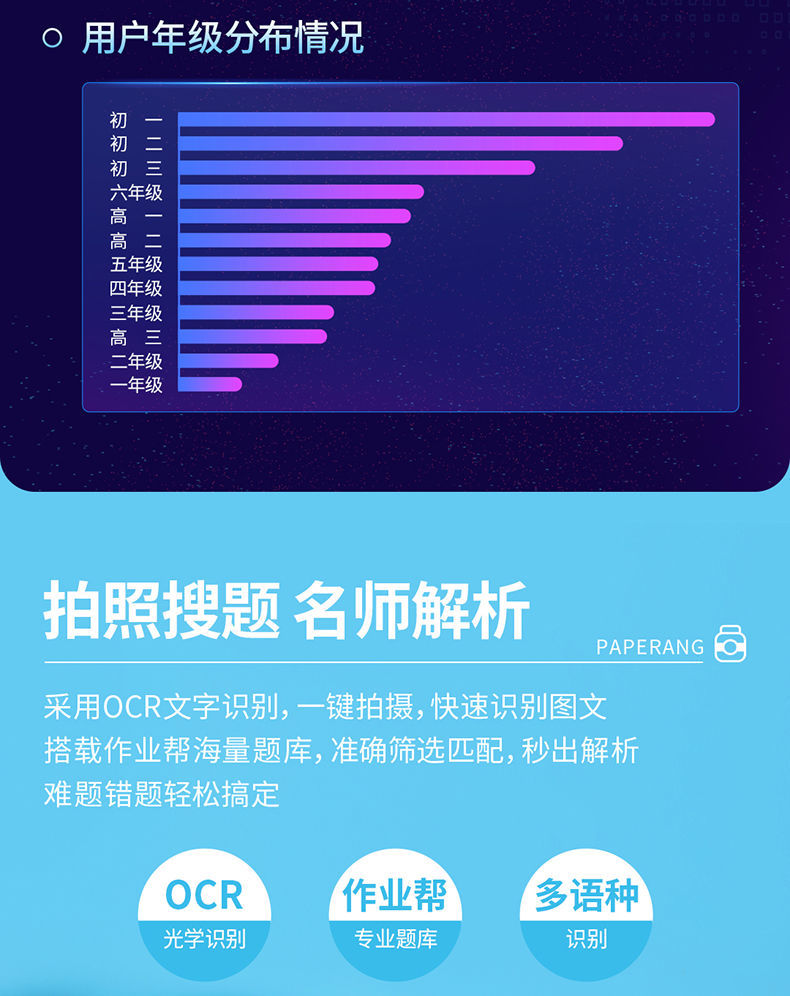 用户年级分布情况
初 一
初 二
初 三
六年级
高 一
高 二
五年级
四年级
三年级
高 三
二年级
一年级
拍照搜题 名师解析
PAPERANG
采用OCR文字识别，一键拍摄，快速识别图文
搭载作业帮海量题库，准确筛选匹配，秒出解析
难题错题轻松搞定
OCR
光学识别
作业帮
专业题库
多语种
识别